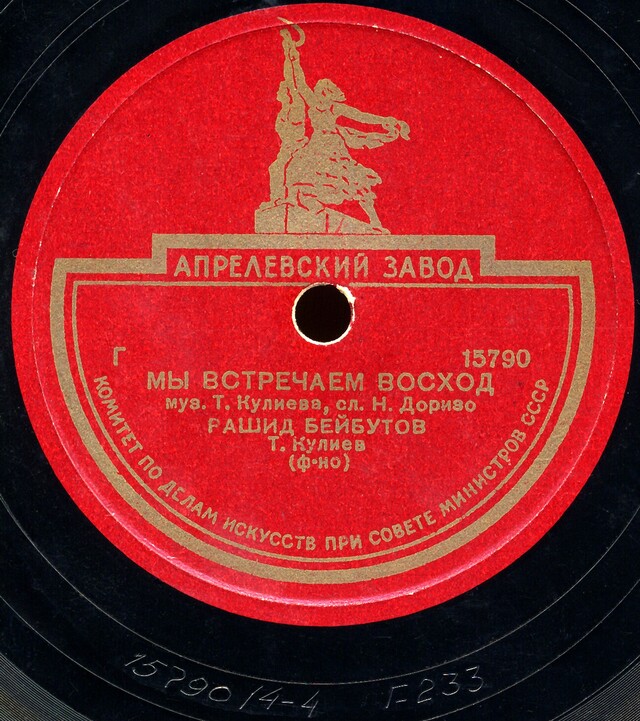 АПРЕЛЕВСКИЙ ЗАВОД
Г 15790
МЫ ВСТРЕЧАЕМ ВОСХОД
муз. Т. Кулиева, сл. Н. Доризо
РАШИД БЕЙБУТОВ
Т. Кулиев
(ф-но)
КОМИТЕТ ПО ДЕЛАМ ИСКУССТВ ПРИ СОВЕТЕ МИНИСТРОВ СССР
15790/4-4 Г233